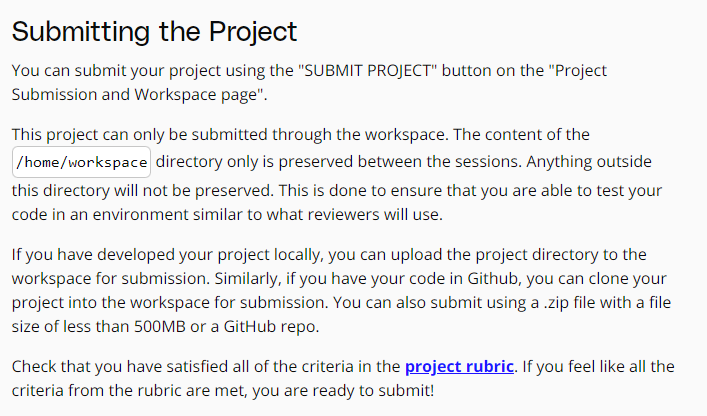 Submitting the Project
You can submit your project using the "SUBMIT PROJECT" button on the "Project
Submission and Workspace page".
This project can only be submitted through the workspace. The content of the
/home/workspace directory only is preserved between the sessions. Anything outside
this directory will not be preserved. This is done to ensure that you are able to test your
code in an environment similar to what reviewers will use.
If you have developed your project locally, you can upload the project directory to the
workspace for submission. Similarly, if you have your code in Github, you can clone your
project into the workspace for submission. You can also submit using a .zip file with a file
size of less than 500MB or a GitHub repo.
Check that you have satisfied all of the criteria in the project rubric. If you feel like all the
criteria from the rubric are met, you are ready to submit!